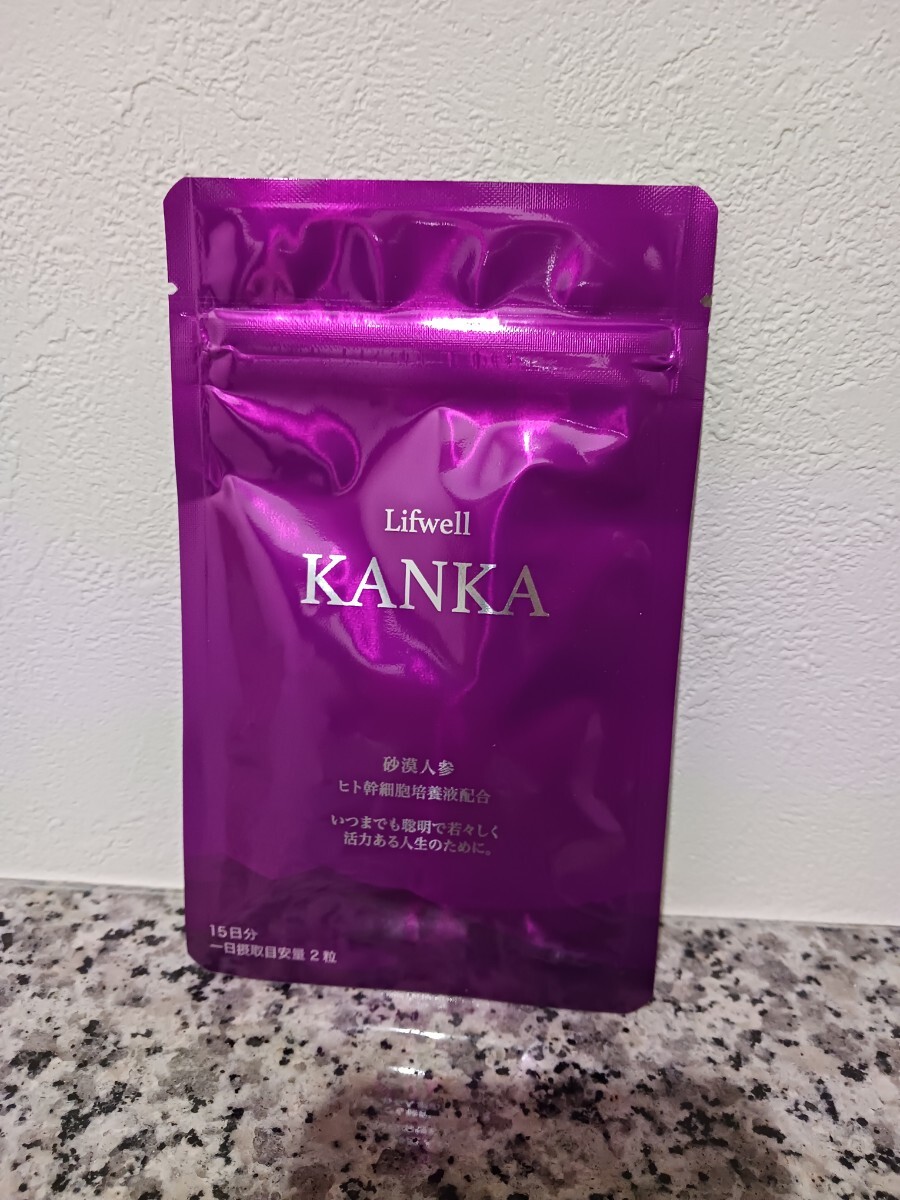 Lifwell
KANKA
砂漠人参
ヒト幹細胞培養液配合
いつまでも聡明で若々しく
活力ある人生のために。
15日分
一日摂取目安量 2粒